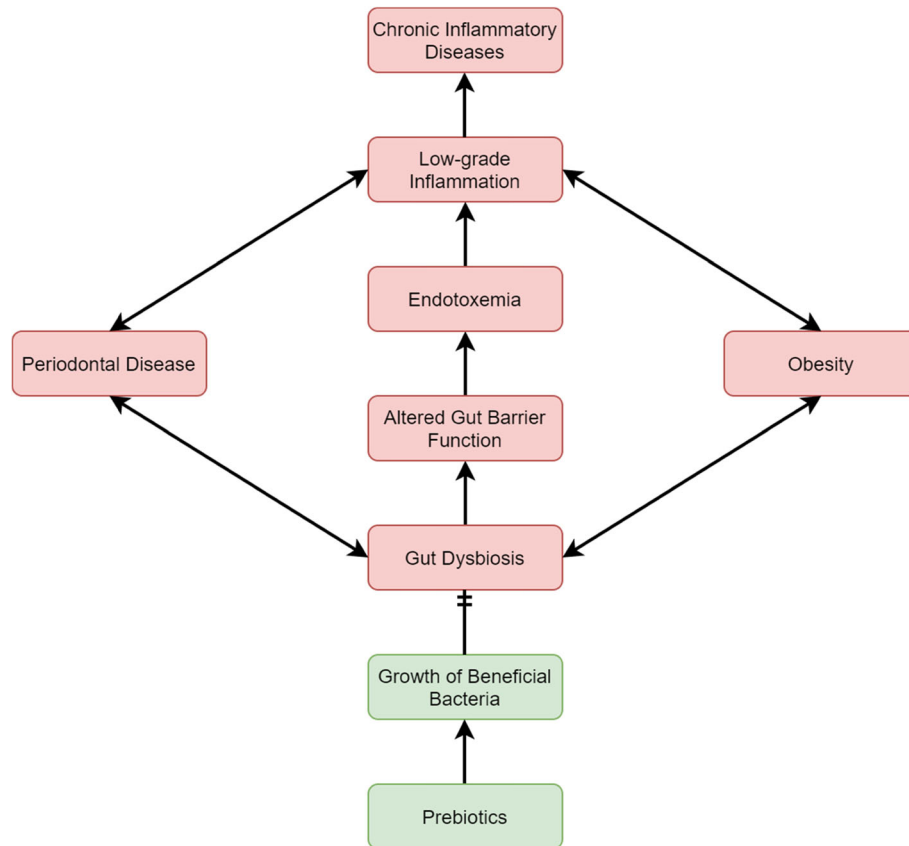 Chronic Inflammatory
Diseases
Low-grade
Inflammation
Endotoxemia
Periodontal Disease
Obesity
Altered Gut Barrier
Function
Gut Dysbiosis
Growth of Beneficial
Bacteria
Prebiotics